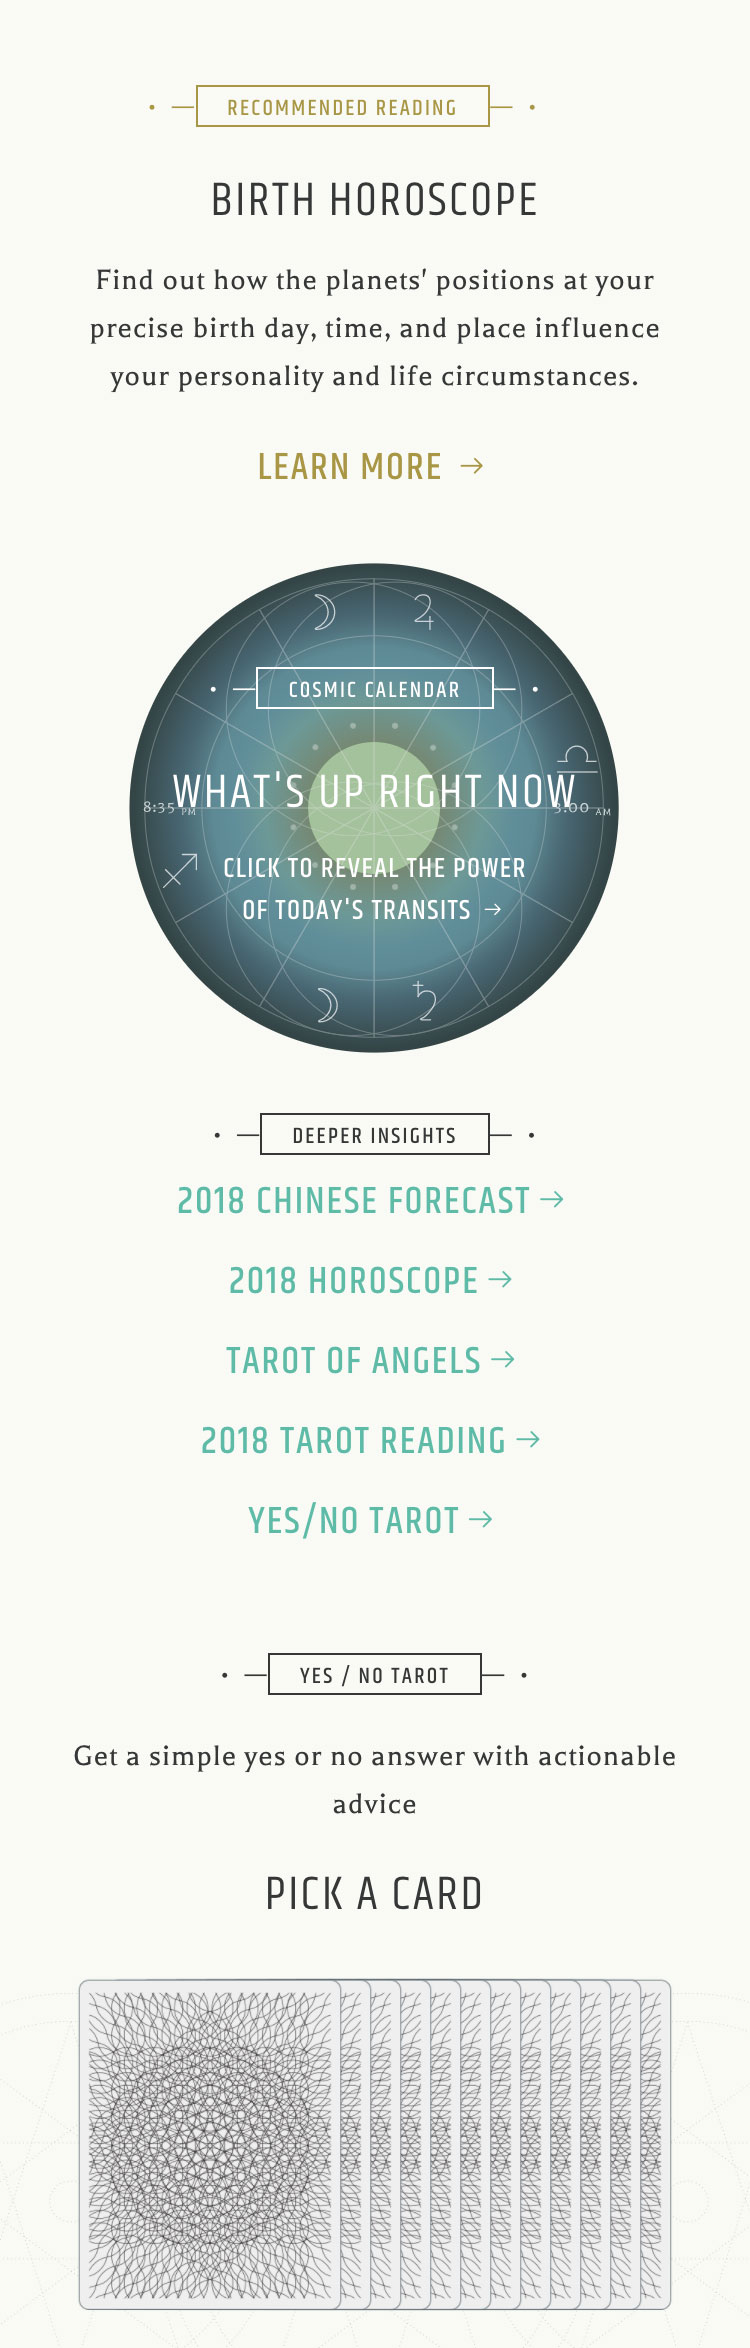 RECOMMENDED READING
BIRTH HOROSCOPE
Find out how the planets' positions at your
precise birth day, time, and place influence
your personality and life circumstances.
LEARN MORE →
COSMIC CALENDAR
WHAT'S UP RIGHT NOW
8:35 PM
3:00 AM
CLICK TO REVEAL THE POWER
OF TODAY'S TRANSITS →
DEEPER INSIGHTS
2018 CHINESE FORECAST →
2018 HOROSCOPE →
TAROT OF ANGELS →
2018 TAROT READING →
YES/NO TAROT →
YES / NO TAROT
Get a simple yes or no answer with actionable
advice
PICK A CARD